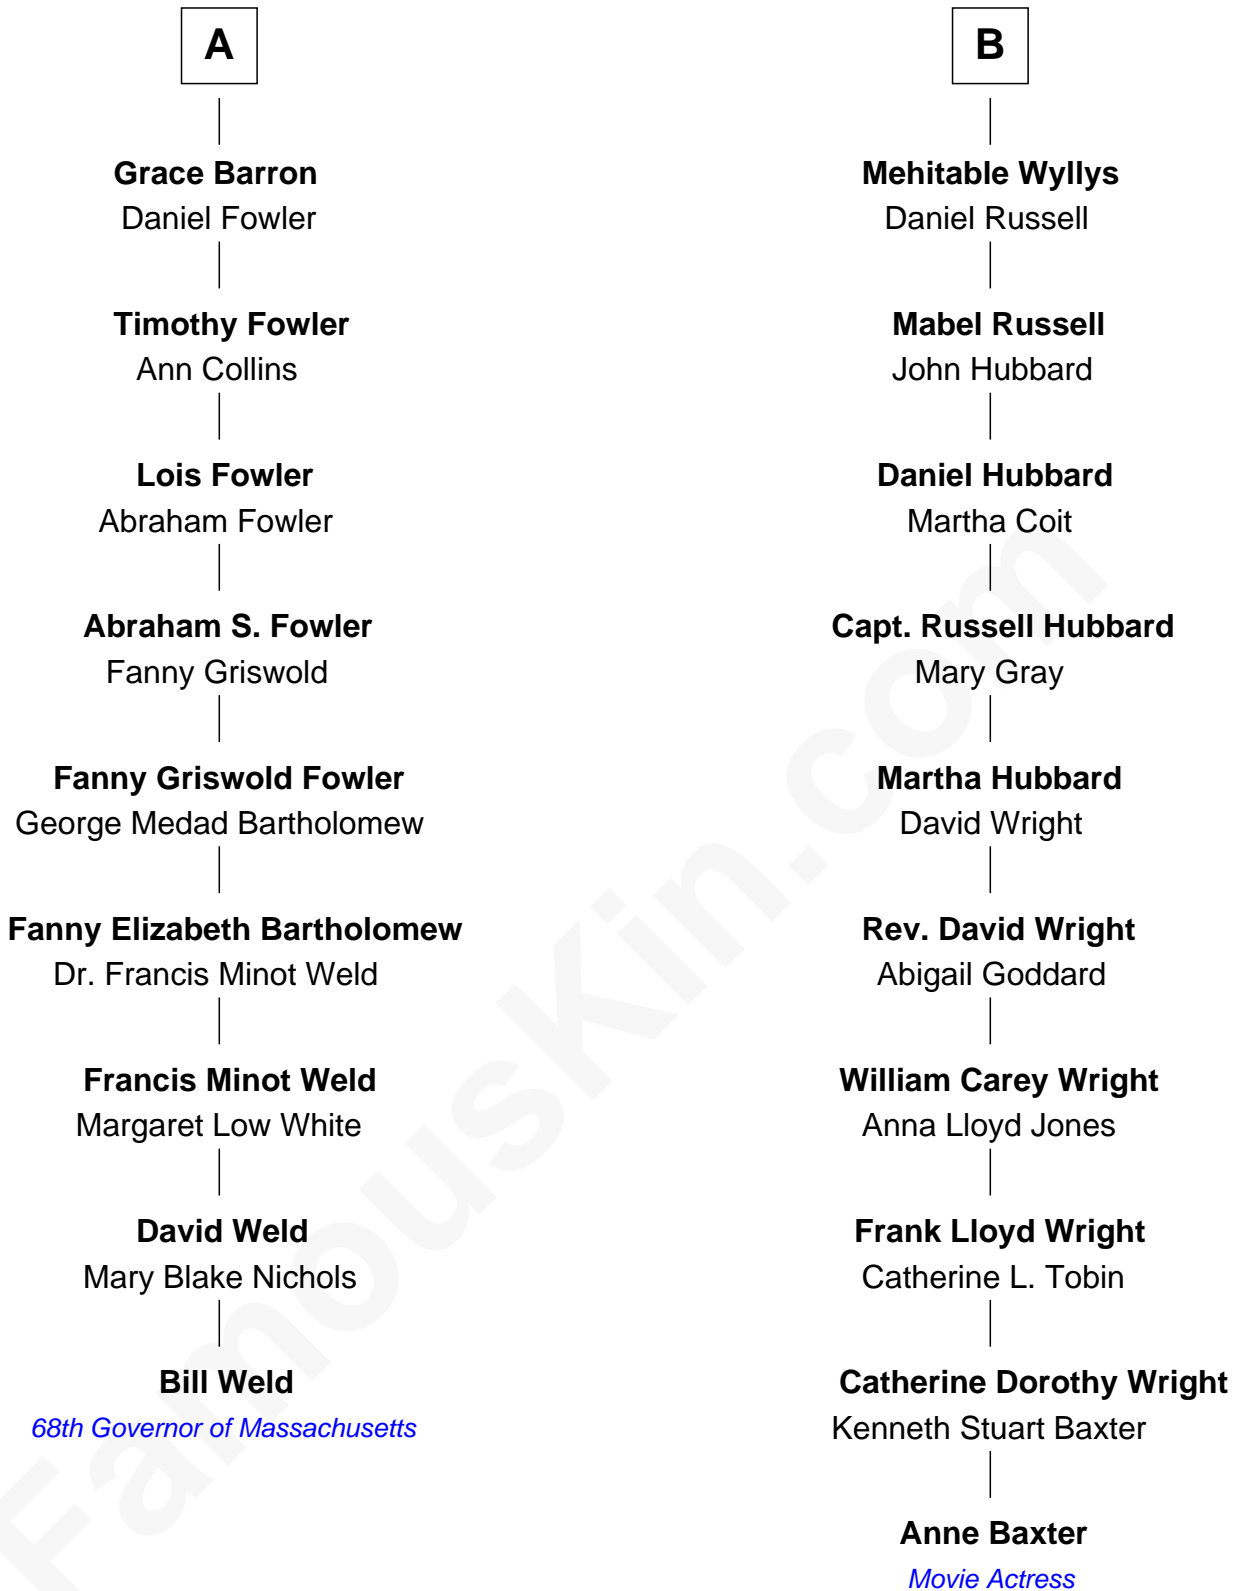 A
Grace Barron
Daniel Fowler
Timothy Fowler
Ann Collins
Lois Fowler
Abraham Fowler
Abraham S. Fowler
Fanny Griswold
Fanny Griswold Fowler
George Medad Bartholomew
Fanny Elizabeth Bartholomew
Dr. Francis Minot Weld
Francis Minot Weld
Margaret Low White
David Weld
Mary Blake Nichols
Bill Weld
68th Governor of Massachusetts
B
Mehitable Wyllys
Daniel Russell
Mabel Russell
John Hubbard
Daniel Hubbard
Martha Coit
Capt. Russell Hubbard
Mary Gray
Martha Hubbard
David Wright
Rev. David Wright
Abigail Goddard
William Carey Wright
Anna Lloyd Jones
Frank Lloyd Wright
Catherine L. Tobin
Catherine Dorothy Wright
Kenneth Stuart Baxter
Anne Baxter
Movie Actress
FamousKin.com